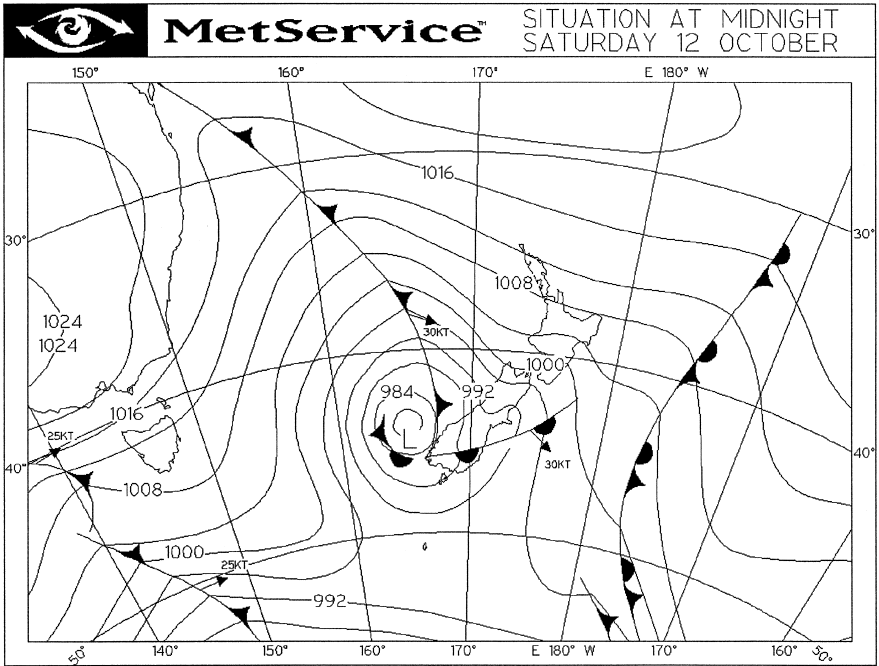 MetService™
SITUATION AT MIDNIGHT
SATURDAY 12 OCTOBER
150° 160° 170° E 180° W
1016
30° 30°
1008
1024
1024
30KT
1000
984 992
1016
25KT
30KT
40° 40°
1008
1000
25KT
992
50° 140° 150° 160° 170° E 180° W 170° 160° 50°